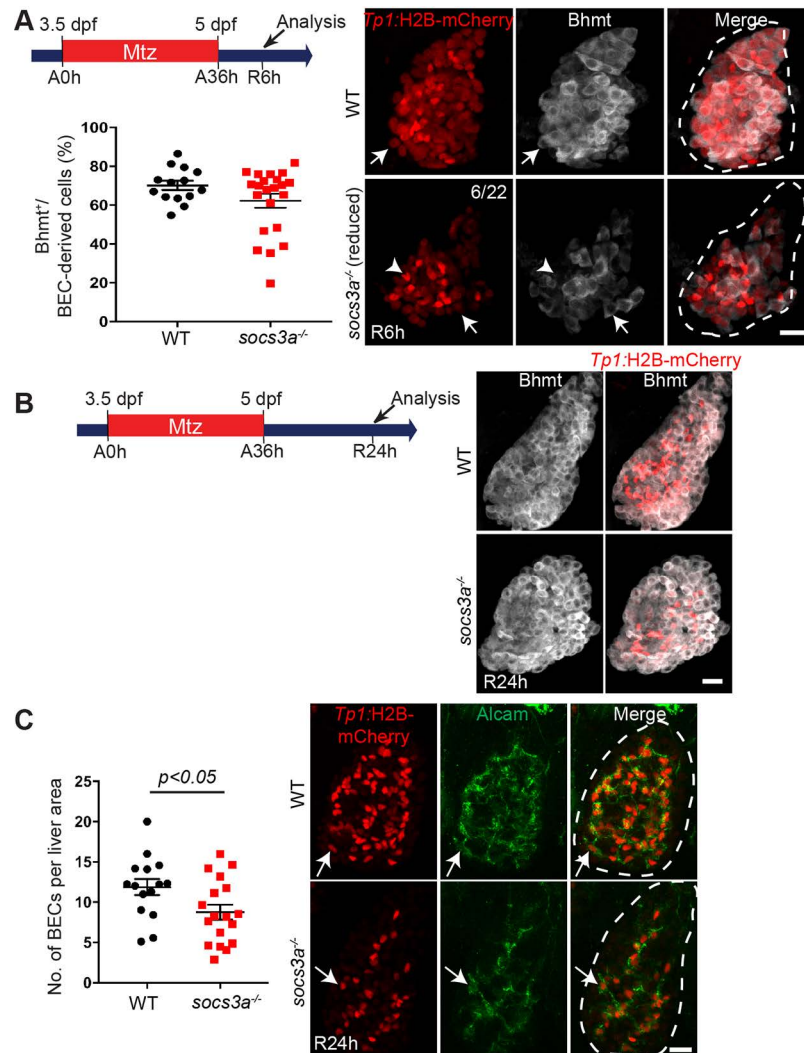 A
3.5 dpf
5 dpf
Analysis
Mtz
A0h
A36h
R6h
Bhmt⁺/
BEC-derived cells (%)
100
80
60
40
20
0
WT
socs3a⁻/⁻
Tp1:H2B-mCherry
Bhmt
Merge
WT
socs3a⁻/⁻ (reduced)
6/22
R6h
B
3.5 dpf
5 dpf
Analysis
Mtz
A0h
A36h
R24h
Tp1:H2B-mCherry
Bhmt
Bhmt
WT
socs3a⁻/⁻
R24h
C
No. of BECs per liver area
p<0.05
25
20
15
10
5
0
WT
socs3a⁻/⁻
Tp1:H2B-
mCherry
Alcam
Merge
WT
socs3a⁻/⁻
R24h